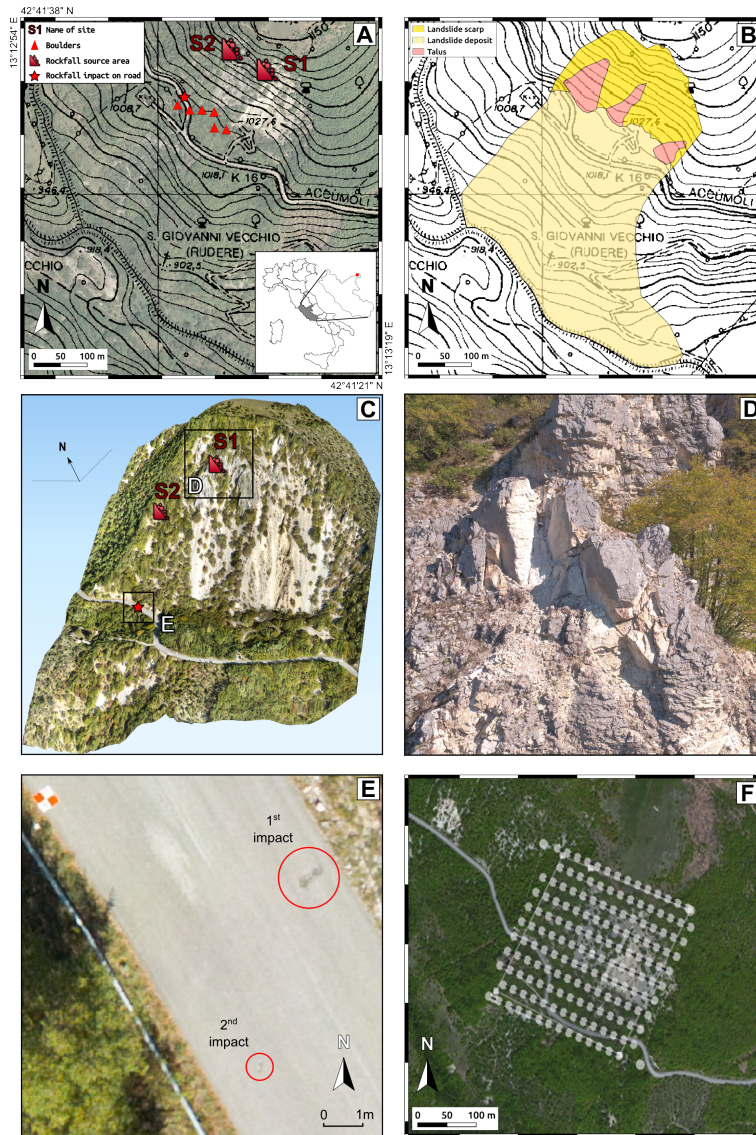 42°41'38" N
13°12'54" E
A
S1 Name of site
Boulders
Rockfall source area
Rockfall impact on road
S2
S1
1150
1008,7
1027,6
1018,1
K 16
ACCUMOLI
946,4
918,4
S. GIOVANNI VECCHIO
(RUDERE)
902,5
CCHIO
N
0 50 100 m
13°13'19" E
42°41'21" N
B
Landslide scarp
Landslide deposit
Talus
1150
1008,7
1027,6
1018,1
K 16
ACCUMOLI
946,4
918,4
S. GIOVANNI VECCHIO
(RUDERE)
902,5
CCHIO
N
0 50 100 m
C
N
S1
D
S2
E
D
E
1st
impact
2nd
impact
N
0 1m
F
N
0 50 100 m